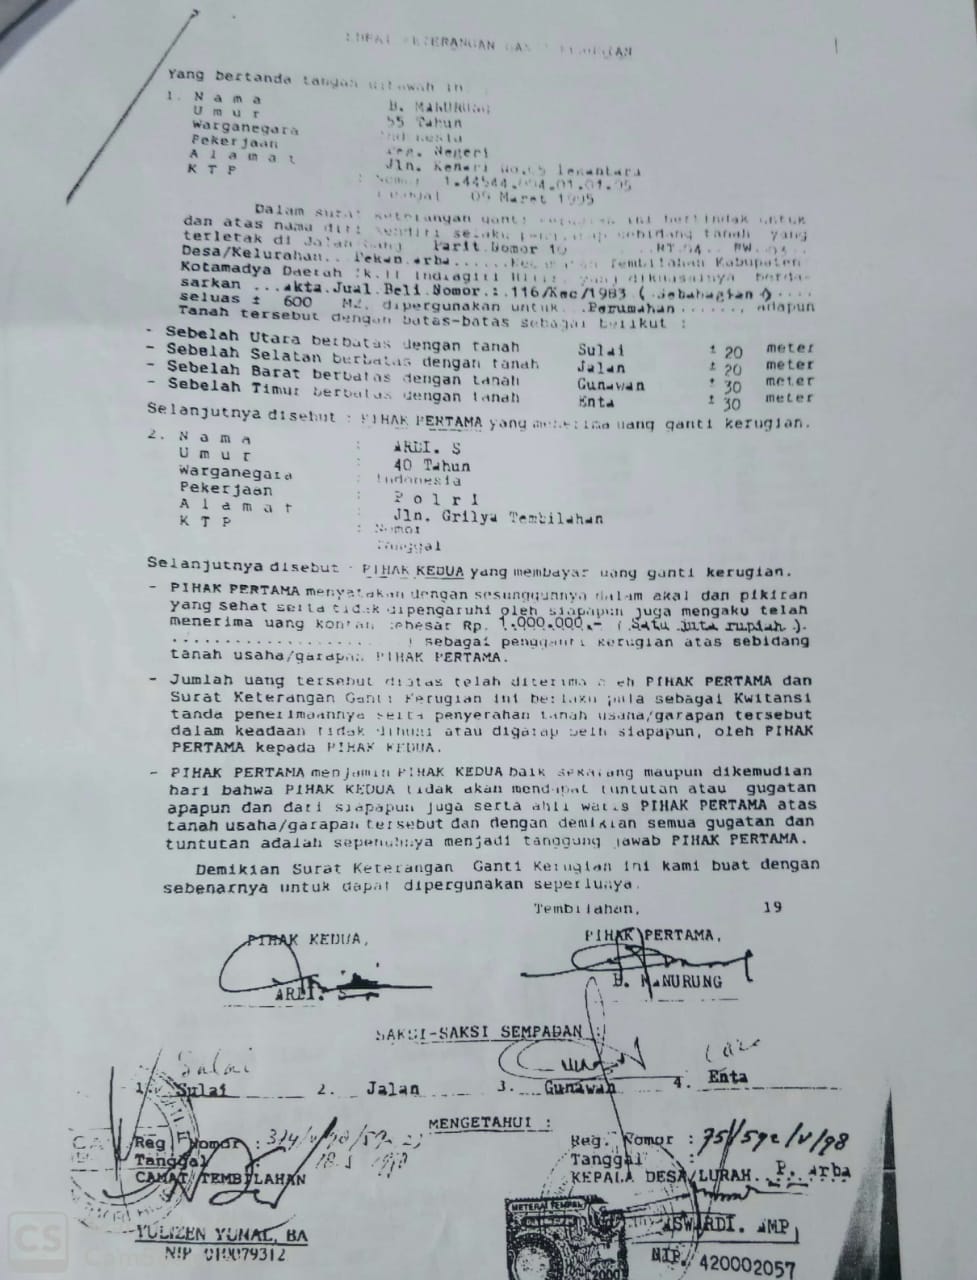 SURAT KETERANGAN GANTI KERUGIAN
Yang bertanda tangan dibawah ini
1. N a m a B. MANURUNG
U m u r 55 Tahun
Warganegara Indonesia
Pekerjaan Peg. Negeri
A l a m a t Jln. Kenari No.05
K T P : Nomor 1.44544. .01.01.95
Tanggal 09 Maret 1995
Dalam surat keterangan ganti kerugian ini bertindak untuk
dan atas nama diri sendiri selaku penggarap sebidang tanah yang
terletak di Jalan Parit Nomor 10 RT.04 RW.
Desa/Kelurahan.. Pekan.arba......Kecamatan Tembilahan Kabupaten
Kotamadya Daerah Tk.II Indragiri Hilir, yang dikuasainya berda-
sarkan ...akta.Jual.Beli.Nomor.:.116/Kec/1983 ( Sebahagian )....
seluas ± 600 M2. dipergunakan untuk..Perumahan......, adapun
Tanah tersebut dengan batas-batas sebagai berikut :
- Sebelah Utara berbatas dengan tanah Sulai ± 20 meter
- Sebelah Selatan berbatas dengan tanah Jalan ± 20 meter
- Sebelah Barat berbatas dengan tanah Gunawan ± 30 meter
- Sebelah Timur berbatas dengan tanah Enta ± 30 meter
Selanjutnya disebut : PIHAK PERTAMA yang menerima uang ganti kerugian.
2. N a m a : ARDI. S
U m u r : 40 Tahun
Warganegara : Indonesia
Pekerjaan : P o l r i
A l a m a t : Jln. Grilya Tembilahan
K T P : Nomor
Tanggal
Selanjutnya disebut : PIHAK KEDUA yang membayar uang ganti kerugian.
- PIHAK PERTAMA menyatakan dengan sesungguhnya dalam akal dan pikiran
yang sehat serta tidak dipengaruhi oleh siapapun juga mengaku telah
menerima uang kontan sebesar Rp. 1.000.000.- ( Satu juta rupiah ).
.................... ) sebagai pengganti kerugian atas sebidang
tanah usaha/garapan PIHAK PERTAMA.
- Jumlah uang tersebut diatas telah diterima oleh PIHAK PERTAMA dan
Surat Keterangan Ganti Kerugian ini berlaku pula sebagai Kwitansi
tanda penerimaannya serta penyerahan tanah usaha/garapan tersebut
dalam keadaan tidak dihuni atau digarap oelh siapapun, oleh PIHAK
PERTAMA kepada PIHAK KEDUA.
- PIHAK PERTAMA menjamin PIHAK KEDUA baik sekarang maupun dikemudian
hari bahwa PIHAK KEDUA tidak akan mendapat tuntutan atau gugatan
apapun dan dari siapapun juga serta ahli waris PIHAK PERTAMA atas
tanah usaha/garapan tersebut dan dengan demikian semua gugatan dan
tuntutan adalah sepenuhnya menjadi tanggung jawab PIHAK PERTAMA.
Demikian Surat Keterangan Ganti Kerugian ini kami buat dengan
sebenarnya untuk dapat dipergunakan seperlunya.
Tembilahan, 19
PIHAK KEDUA, PIHAK PERTAMA,
ARDI. S B. MANURUNG
SAKSI-SAKSI SEMPADAN :
Sulai
1. Sulai 2. Jalan 3. Gunawan 4. Enta
MENGETAHUI :
Reg Nomor : Reg. Nomor : 75/592/V/98
Tanggal Tanggal :
CAMAT TEMBILAHAN KEPALA DESA/LURAH. P. arba
METERAI TEMPEL
YULIZEN YUNAL, BA ASWARDI. AMP
NIP 010079312 NIP. 420002057
2000
CS CamS